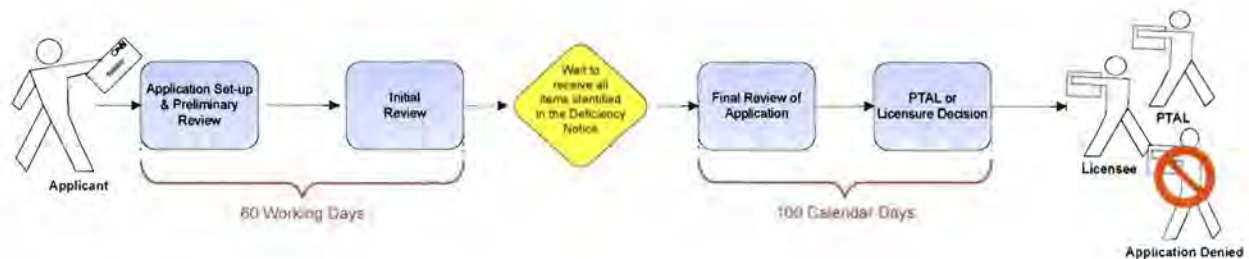 Applicant
Application Set-up
& Preliminary
Review
Initial
Review
60 Working Days
Wait to
receive all
items identified
in the Deficiency
Notice
Final Review of
Application
PTAL or
Licensure Decision
100 Calendar Days
PTAL
Licensee
Application Denied